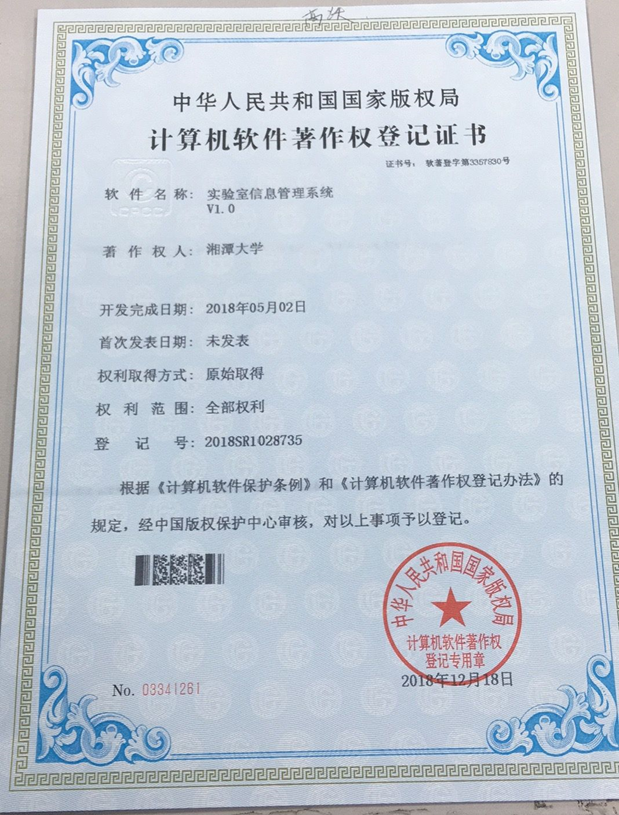 中华人民共和国国家版权局
计算机软件著作权登记证书
证书号： 软著登字第3357830号
软件名称： 实验室信息管理系统
V1.0
著作权人： 湘潭大学
开发完成日期： 2018年05月02日
首次发表日期： 未发表
权利取得方式： 原始取得
权利范围： 全部权利
登记号： 2018SR1028735
根据《计算机软件保护条例》和《计算机软件著作权登记办法》的
规定，经中国版权保护中心审核，对以上事项予以登记。
中华人民共和国国家版权局
计算机软件著作权
登记专用章
No. 03341261
2018年12月18日